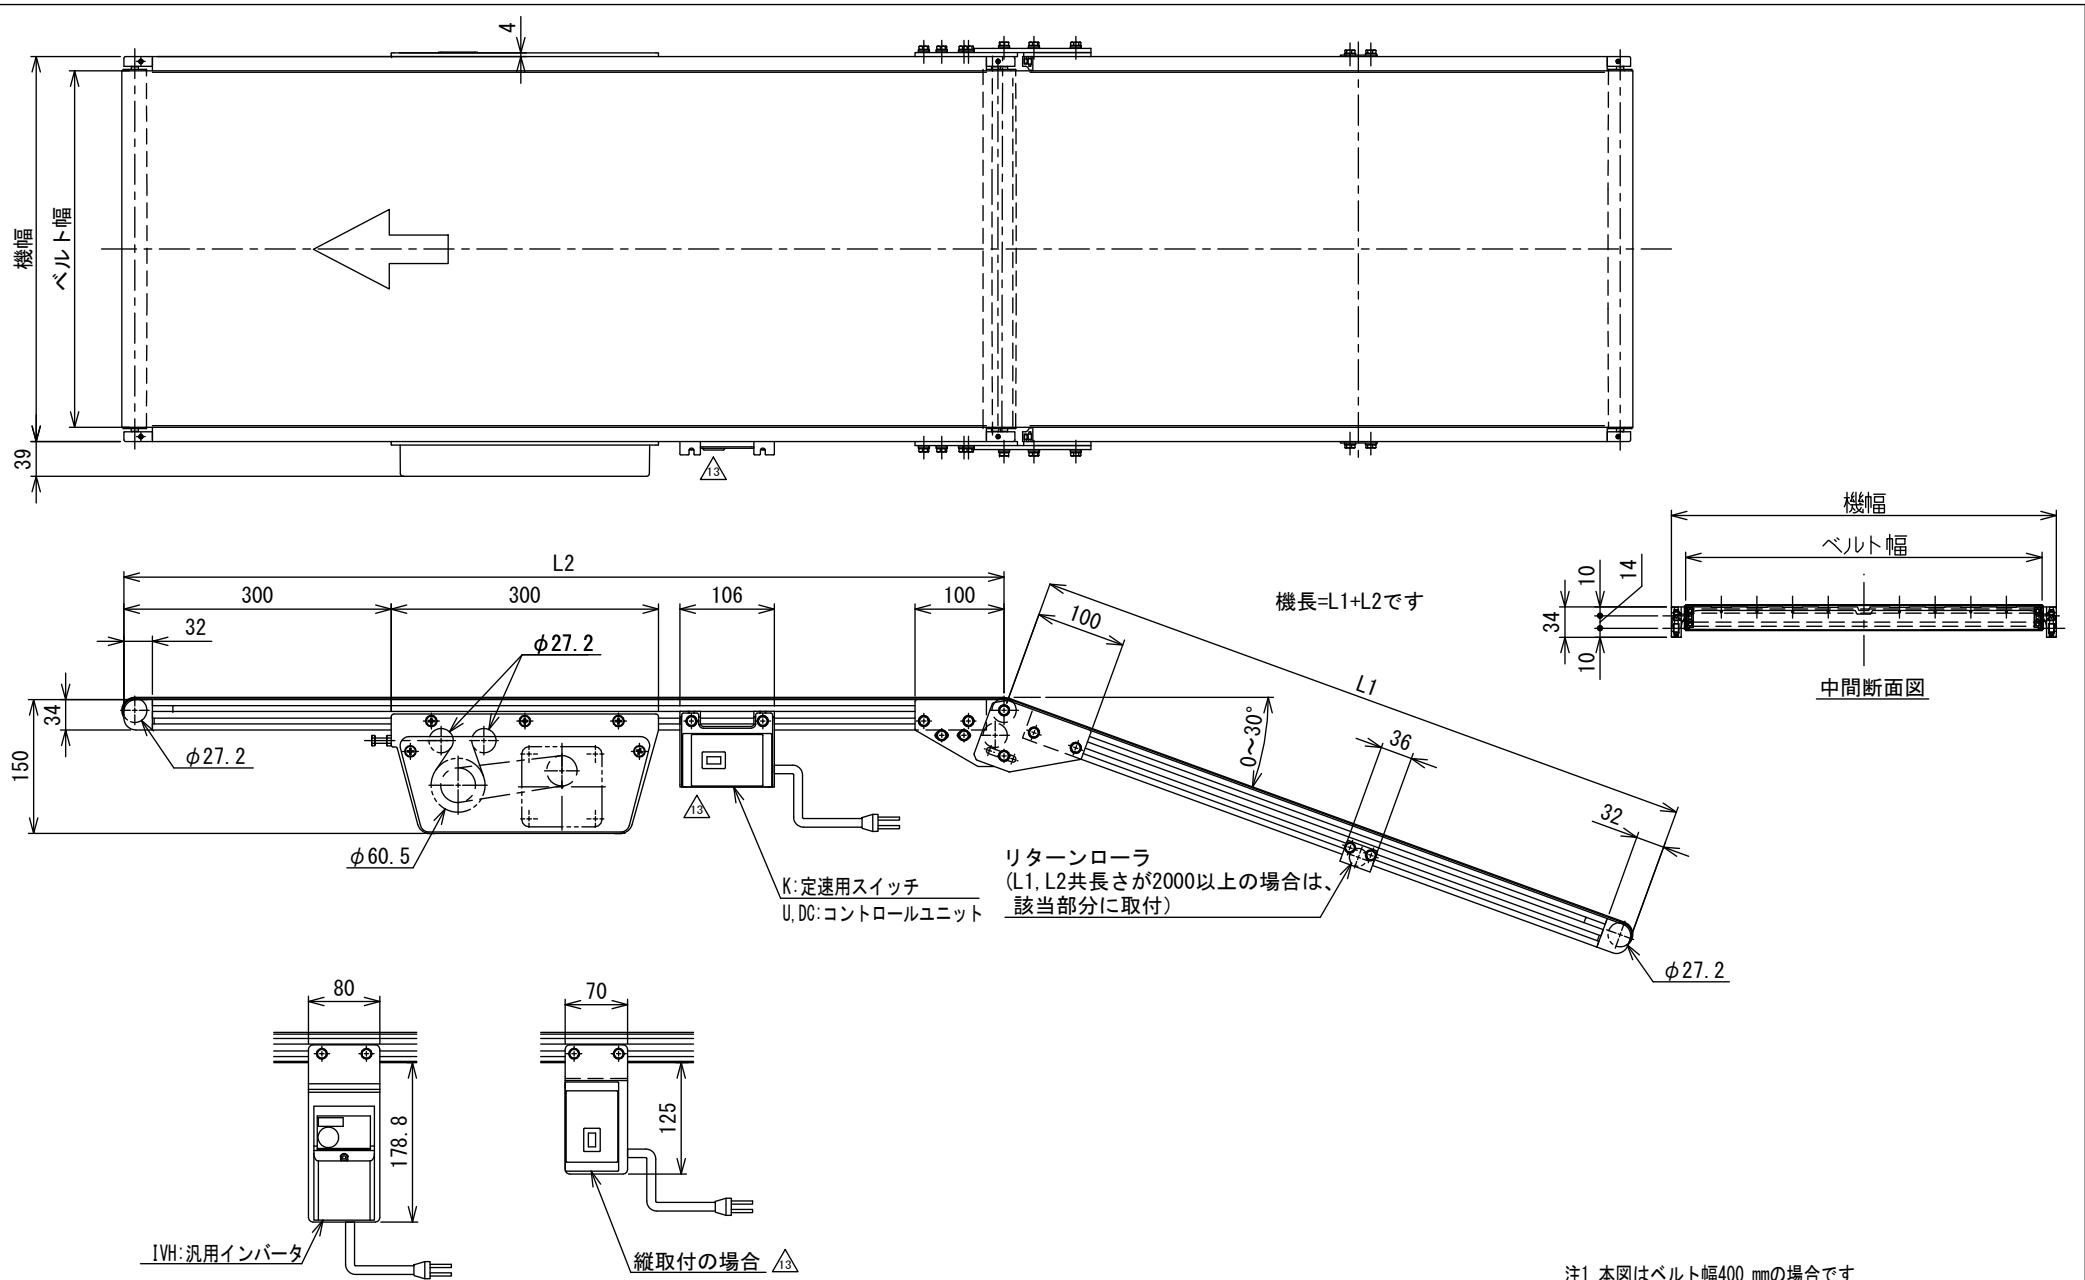 4
機幅
ベルト幅
39
13
L2
300
300
106
100
32
φ27.2
34
150
φ27.2
φ60.5
13
K:定速用スイッチ
U,DC:コントロールユニット
機長=L1+L2です
100
L1
0~30°
36
32
φ27.2
リターンローラ
(L1,L2共長さが2000以上の場合は、
該当部分に取付)
機幅
ベルト幅
10
14
34
10
中間断面図
80
178.8
IVH:汎用インバータ
70
125
縦取付の場合
13
注1.本図はベルト幅400 mmの場合です